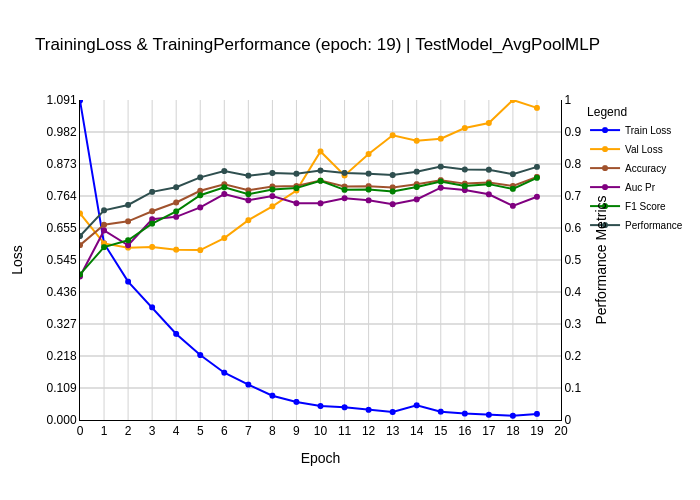 TrainingLoss & TrainingPerformance (epoch: 19) | TestModel_AvgPoolMLP
Legend
Train Loss
Val Loss
Accuracy
Auc Pr
F1 Score
Performance
Loss
1.091
0.982
0.873
0.764
0.655
0.545
0.436
0.327
0.218
0.109
0.000
1
0.9
0.8
0.7
0.6
0.5
0.4
0.3
0.2
0.1
0
Performance Metrics
0 1 2 3 4 5 6 7 8 9 10 11 12 13 14 15 16 17 18 19 20
Epoch